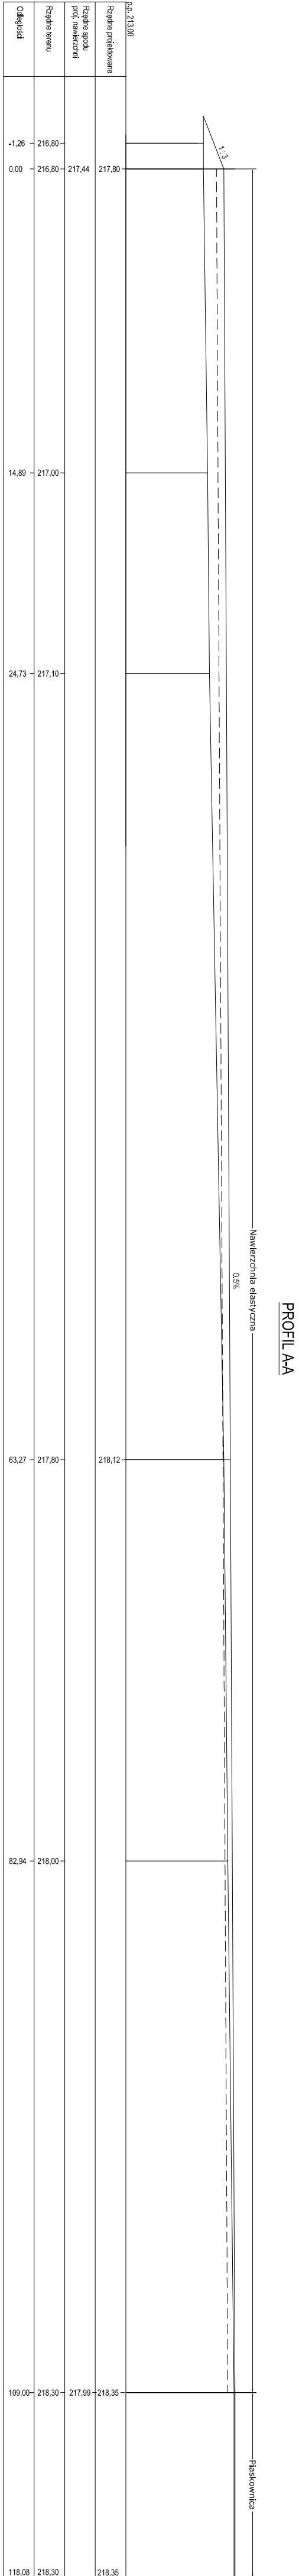 PROFIL A-A
Nawierzchnia elastyczna
Piaskownica
0,5%
1:3
p.p. 213,00
Rzędne projektowane
217,80
218,12
218,35
218,35
Rzędne spodu
proj. nawierzchni
217,44
217,99
Rzędne terenu
216,80
216,80
217,00
217,10
217,80
218,00
218,30
218,30
Odległości
-1,26
0,00
14,89
24,73
63,27
82,94
109,00
118,08